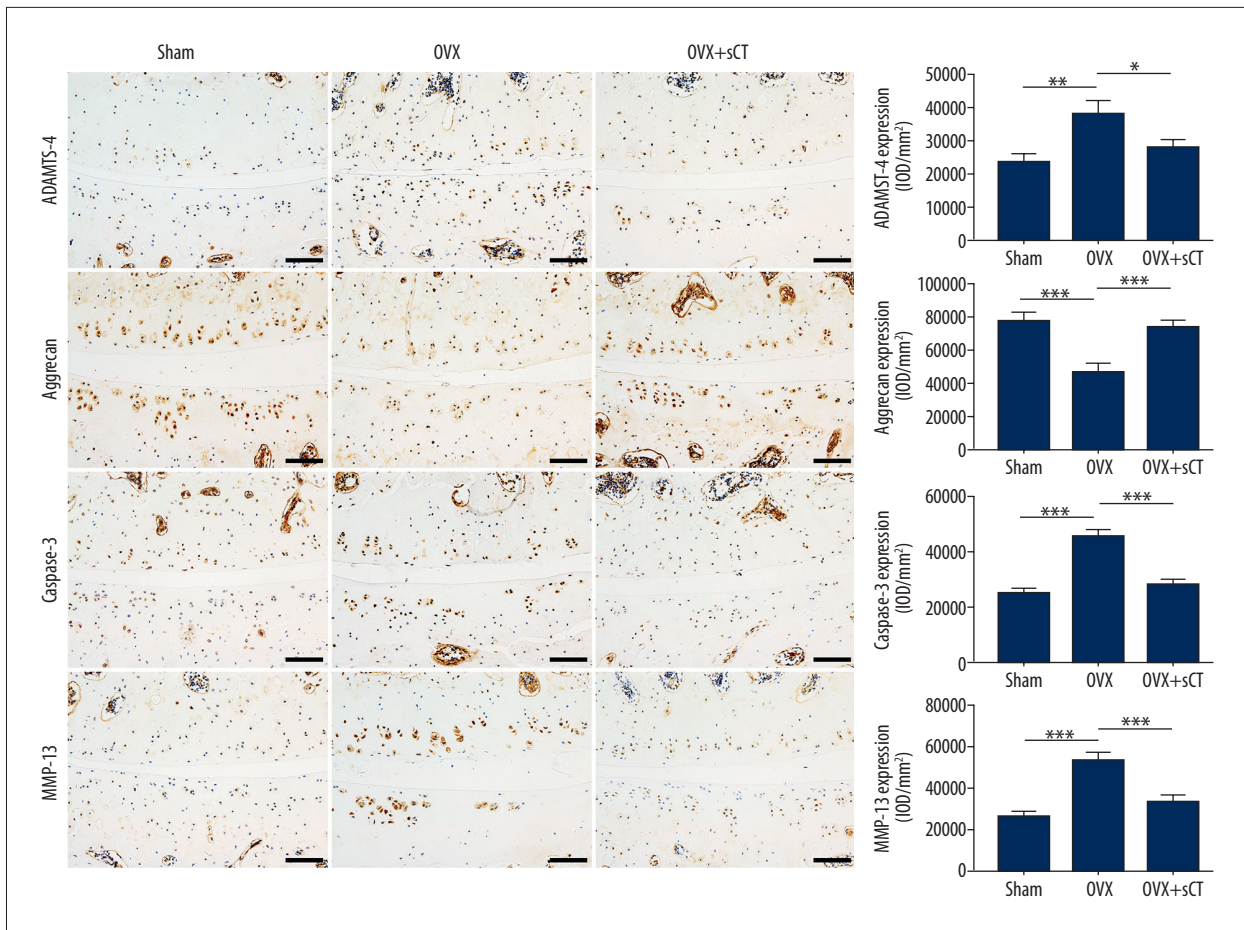 Sham OVX OVX+sCT
ADAMTS-4
Aggrecan
Caspase-3
MMP-13
ADAMST-4 expression
(IOD/mm²)
50000
40000
30000
20000
10000
0
** *
Sham OVX OVX+sCT
Aggrecan expression
(IOD/mm²)
100000
80000
60000
40000
20000
0
*** ***
Sham OVX OVX+sCT
Caspase-3 expression
(IOD/mm²)
60000
40000
20000
0
*** ***
Sham OVX OVX+sCT
MMP-13 expression
(IOD/mm²)
80000
60000
40000
20000
0
*** ***
Sham OVX OVX+sCT